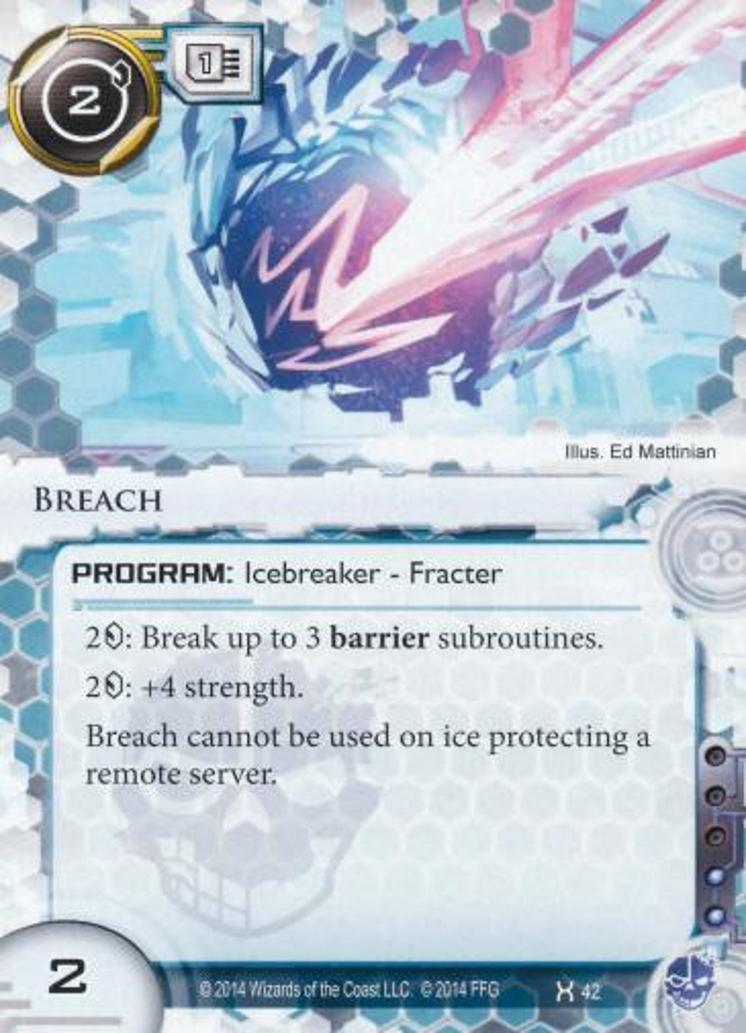 2
1
Illus. Ed Mattinian
BREACH
PROGRAM: Icebreaker - Fracter
2: Break up to 3 barrier subroutines.
2: +4 strength.
Breach cannot be used on ice protecting a
remote server.
2
© 2014 Wizards of the Coast LLC. © 2014 FFG 42